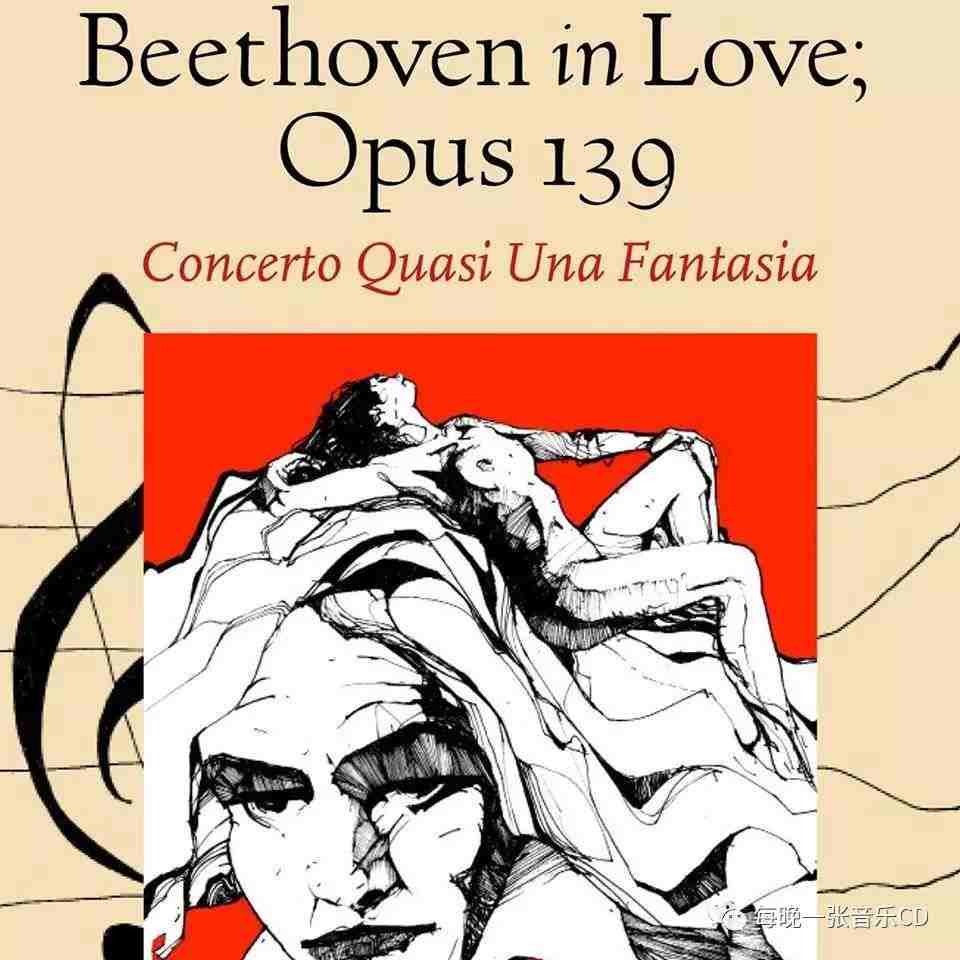 Beethoven in Love;
Opus 139
Concerto Quasi Una Fantasia
每晚一张音乐CD